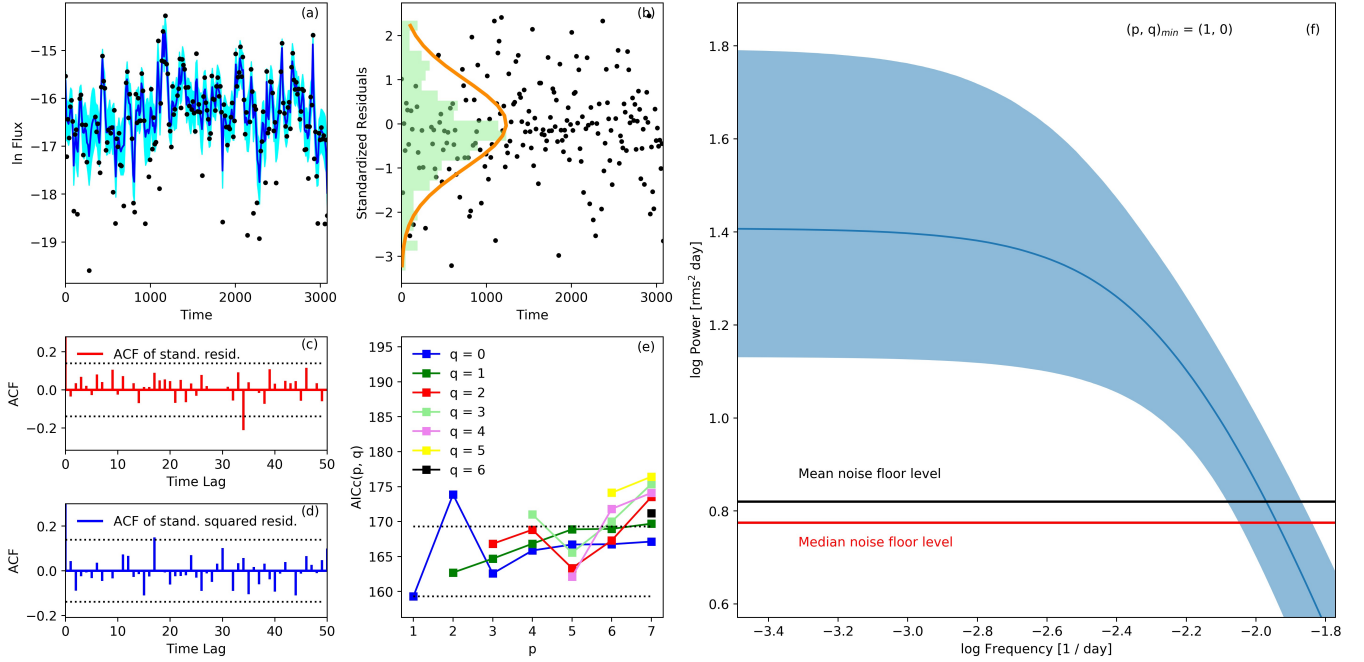 (a)
ln Flux
−15
−16
−17
−18
−19
0
1000
2000
3000
Time
(b)
Standardized Residuals
2
1
0
−1
−2
−3
0
1000
2000
3000
Time
(c)
ACF of stand. resid.
ACF
0.2
0.0
−0.2
0
10
20
30
40
50
Time Lag
(d)
ACF of stand. squared resid.
ACF
0.2
0.0
−0.2
0
10
20
30
40
50
Time Lag
(e)
AICc(p, q)
195
190
185
180
175
170
165
160
q = 0
q = 1
q = 2
q = 3
q = 4
q = 5
q = 6
1
2
3
4
5
6
7
p
(p, q)min = (1, 0)
(f)
log Power [rms² day]
1.8
1.6
1.4
1.2
1.0
0.8
0.6
Mean noise floor level
Median noise floor level
−3.4
−3.2
−3.0
−2.8
−2.6
−2.4
−2.2
−2.0
−1.8
log Frequency [1 / day]